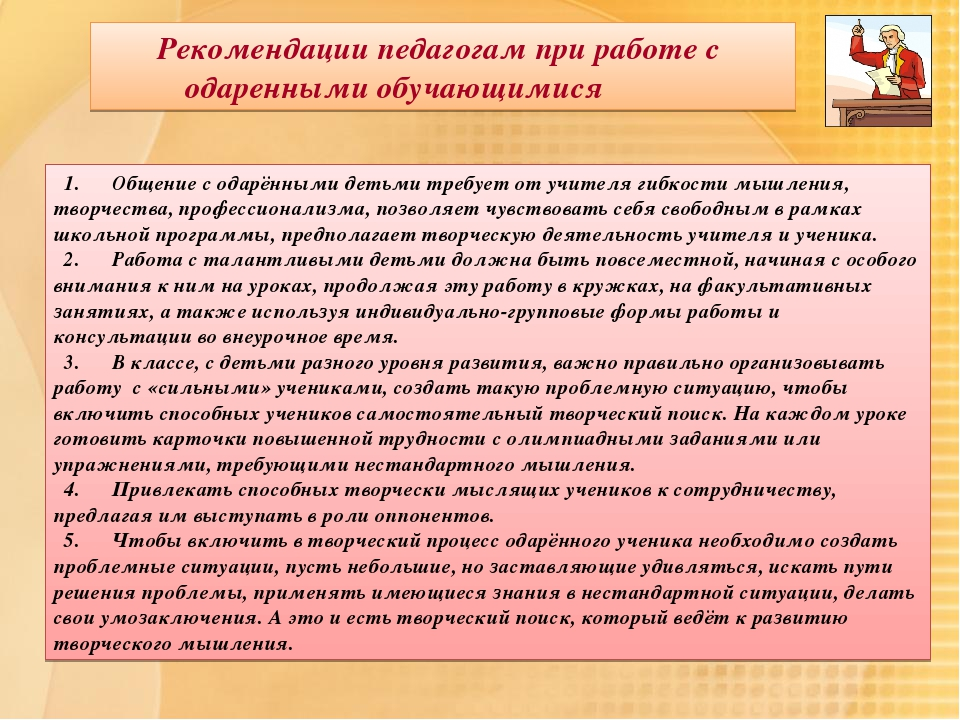 Рекомендации педагогам при работе с
одаренными обучающимися
1. Общение с одарёнными детьми требует от учителя гибкости мышления,
творчества, профессионализма, позволяет чувствовать себя свободным в рамках
школьной программы, предполагает творческую деятельность учителя и ученика.
2. Работа с талантливыми детьми должна быть повсеместной, начиная с особого
внимания к ним на уроках, продолжая эту работу в кружках, на факультативных
занятиях, а также используя индивидуально-групповые формы работы и
консультации во внеурочное время.
3. В классе, с детьми разного уровня развития, важно правильно организовывать
работу с «сильными» учениками, создать такую проблемную ситуацию, чтобы
включить способных учеников самостоятельный творческий поиск. На каждом уроке
готовить карточки повышенной трудности с олимпиадными заданиями или
упражнениями, требующими нестандартного мышления.
4. Привлекать способных творчески мыслящих учеников к сотрудничеству,
предлагая им выступать в роли оппонентов.
5. Чтобы включить в творческий процесс одарённого ученика необходимо создать
проблемные ситуации, пусть небольшие, но заставляющие удивляться, искать пути
решения проблемы, применять имеющиеся знания в нестандартной ситуации, делать
свои умозаключения. А это и есть творческий поиск, который ведёт к развитию
творческого мышления.